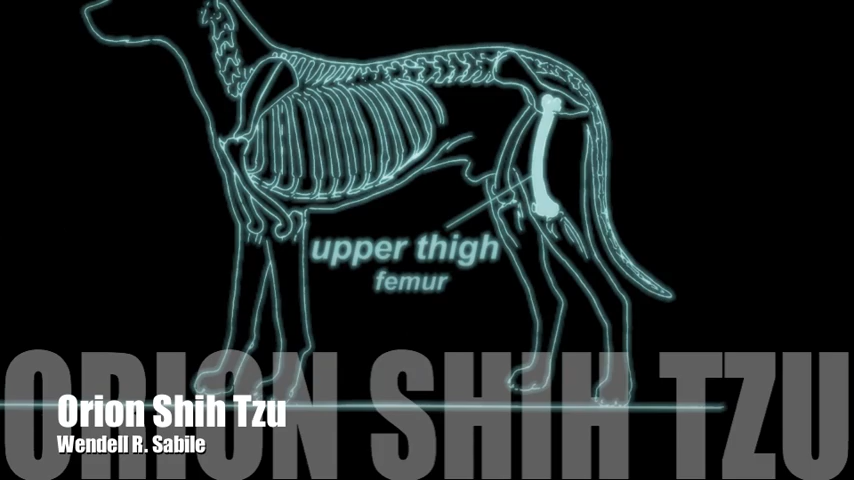 upper thigh
femur
ORION SHIH TZU
Orion Shih Tzu
Wendell R. Sabile